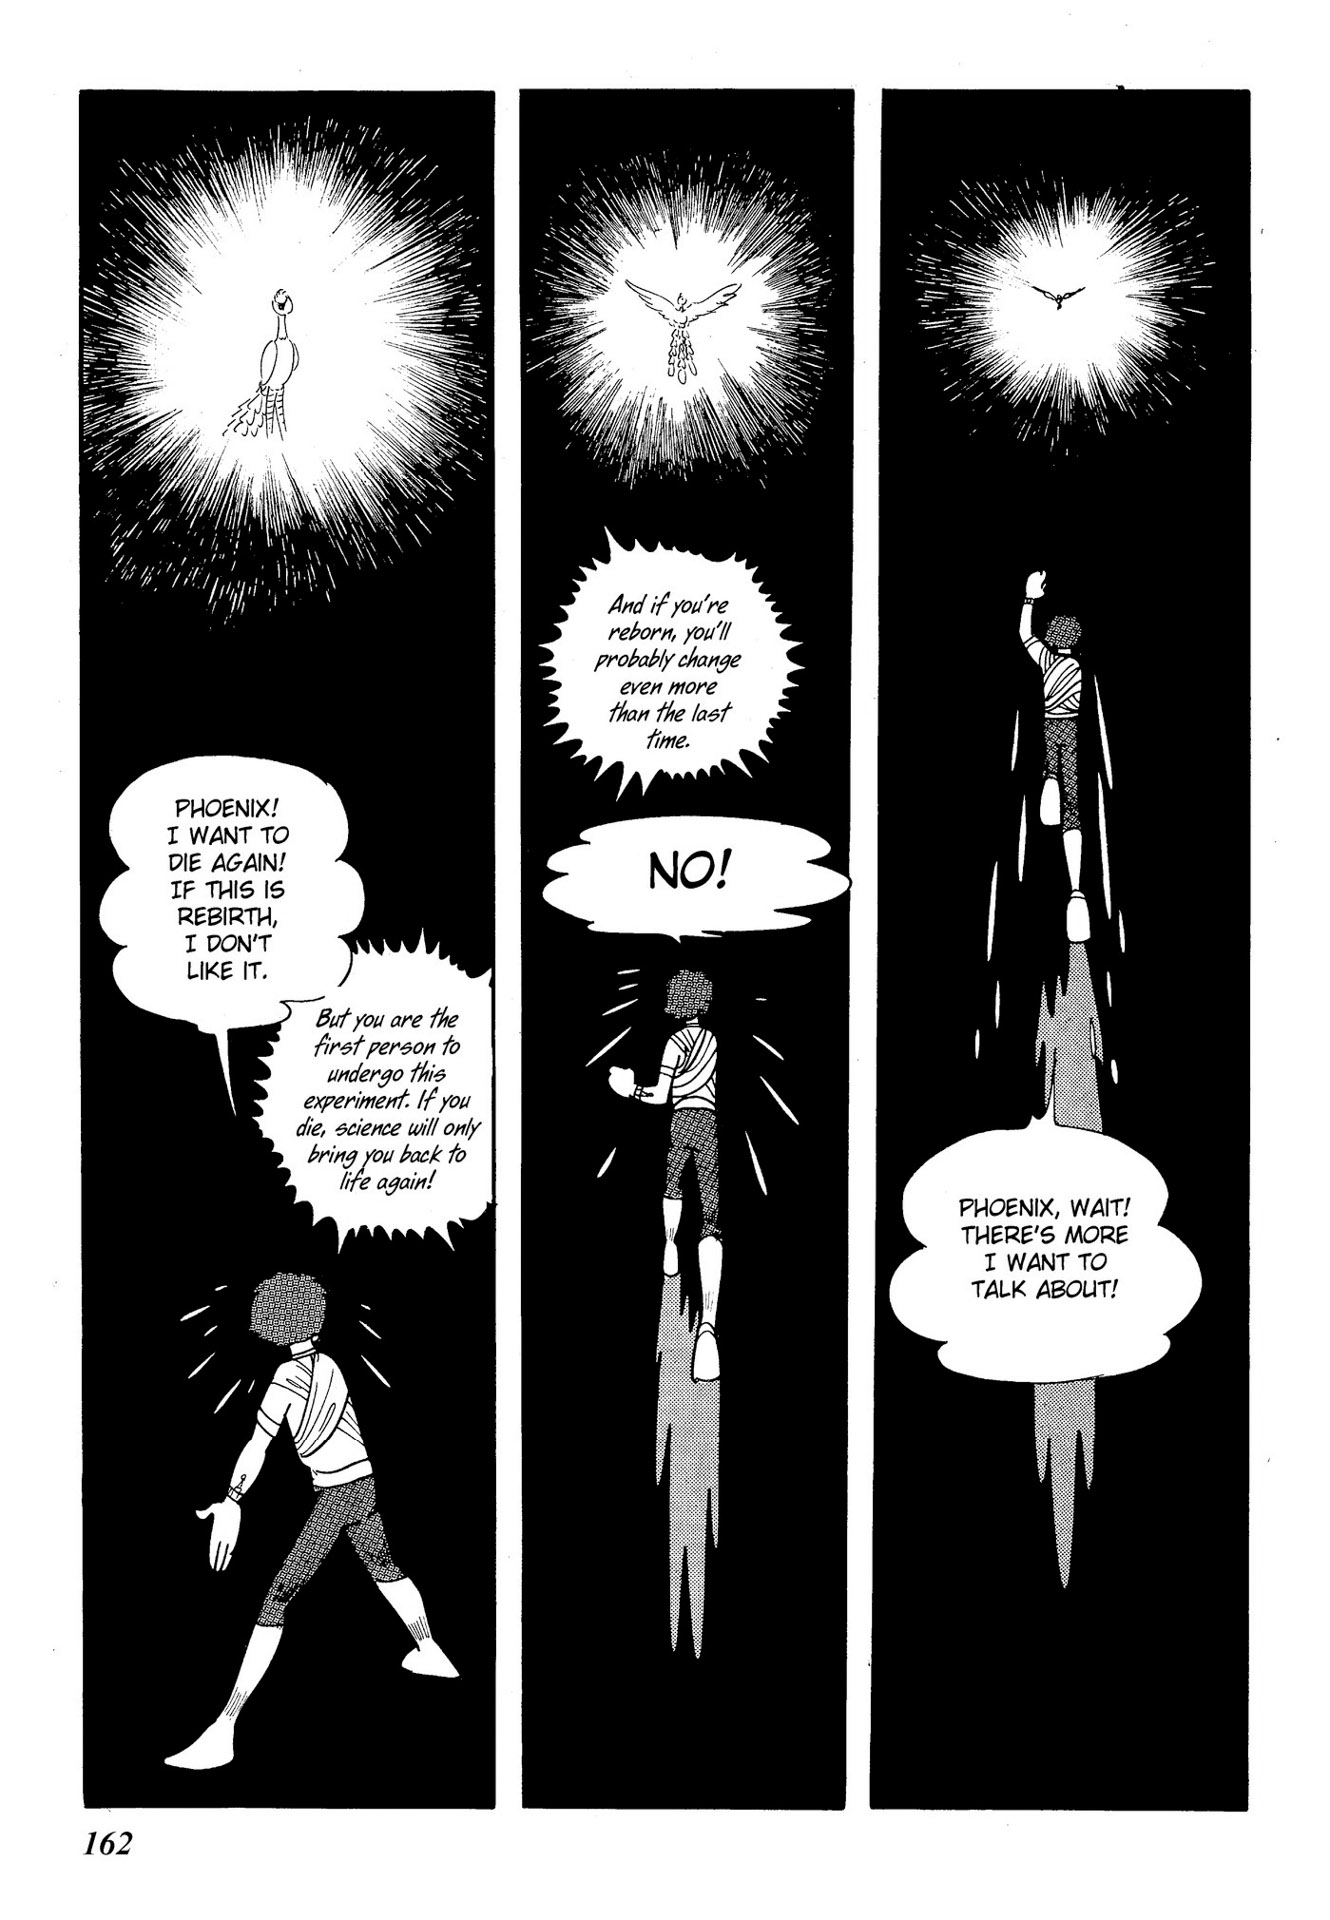 PHOENIX!
I WANT TO
DIE AGAIN!
IF THIS IS
REBIRTH,
I DON'T
LIKE IT.
But you are the
first person to
undergo this
experiment. If you
die, science will only
bring you back to
life again!
And if you're
reborn, you'll
probably change
even more
than the last
time.
NO!
PHOENIX, WAIT!
THERE'S MORE
I WANT TO
TALK ABOUT!
162